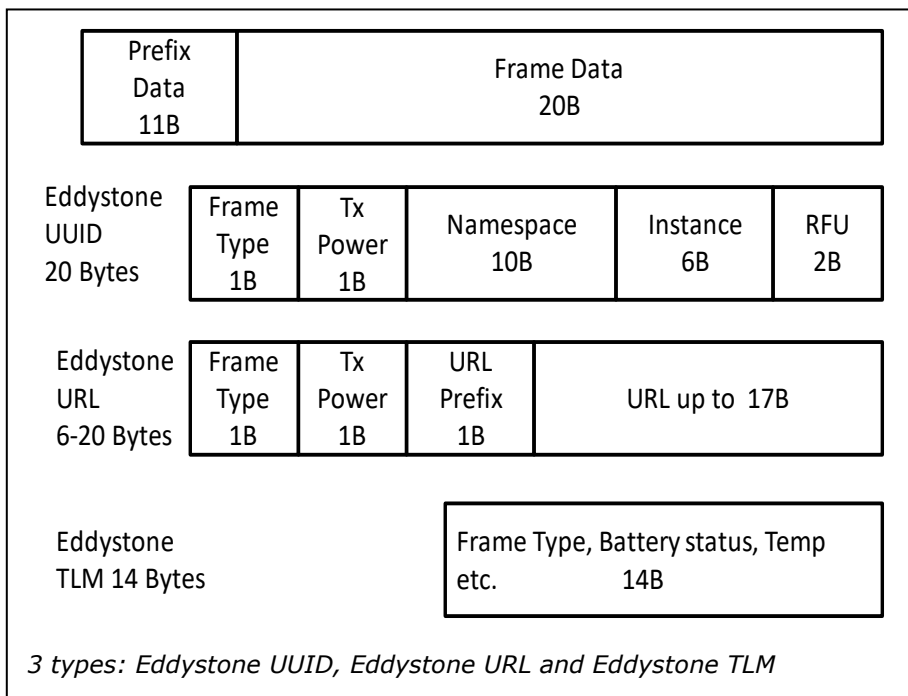 Prefix
Data
11B
Frame Data
20B
Eddystone
UUID
20 Bytes
Frame
Type
1B
Tx
Power
1B
Namespace
10B
Instance
6B
RFU
2B
Eddystone
URL
6-20 Bytes
Frame
Type
1B
Tx
Power
1B
URL
Prefix
1B
URL up to 17B
Eddystone
TLM 14 Bytes
Frame Type, Battery status, Temp
etc. 14B
3 types: Eddystone UUID, Eddystone URL and Eddystone TLM